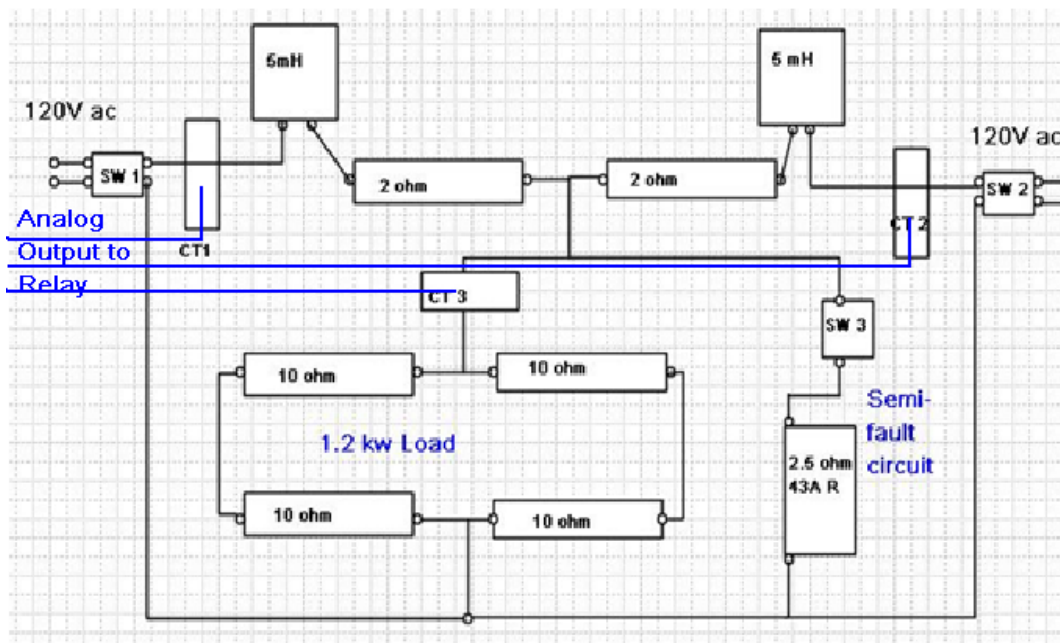 5mH
5 mH
120V ac
120V ac
SW 1
2 ohm
2 ohm
SW 2
Analog
Output to
Relay
CT1
CT 2
CT 3
SW 3
10 ohm
10 ohm
1.2 kw Load
Semi-
fault
circuit
2.5 ohm
43A R
10 ohm
10 ohm